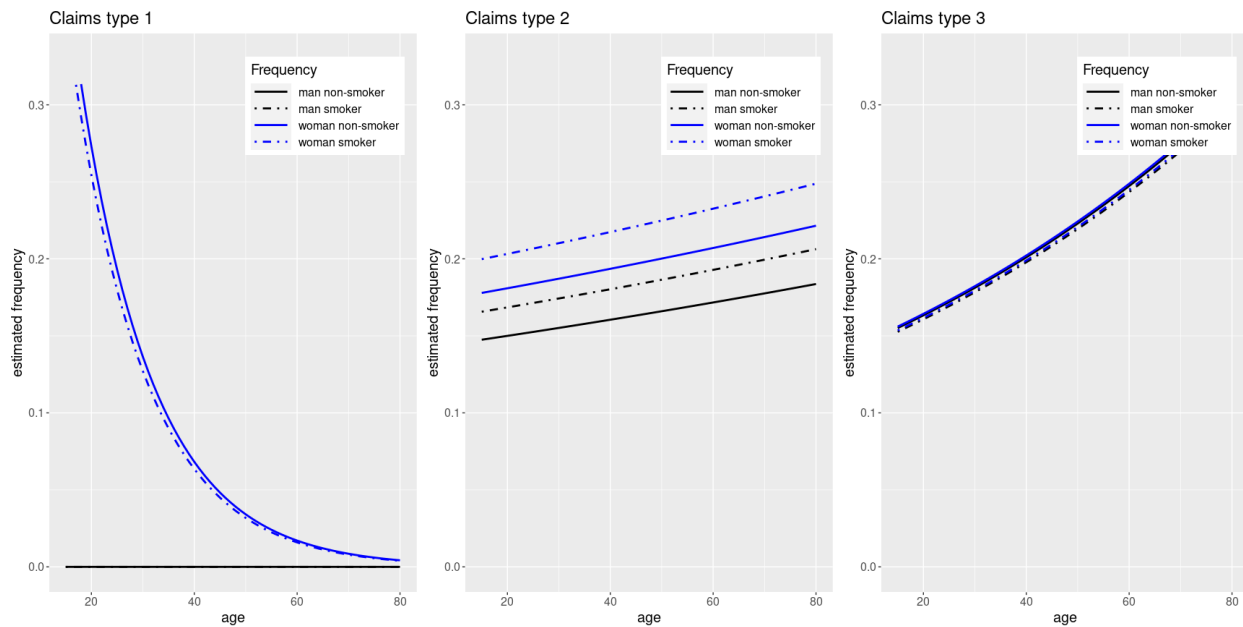 Claims type 1
Frequency
man non-smoker
man smoker
woman non-smoker
woman smoker
0.3
0.2
0.1
0.0
estimated frequency
20 40 60 80
age
Claims type 2
Frequency
man non-smoker
man smoker
woman non-smoker
woman smoker
0.3
0.2
0.1
0.0
estimated frequency
20 40 60 80
age
Claims type 3
Frequency
man non-smoker
man smoker
woman non-smoker
woman smoker
0.3
0.2
0.1
0.0
estimated frequency
20 40 60 80
age